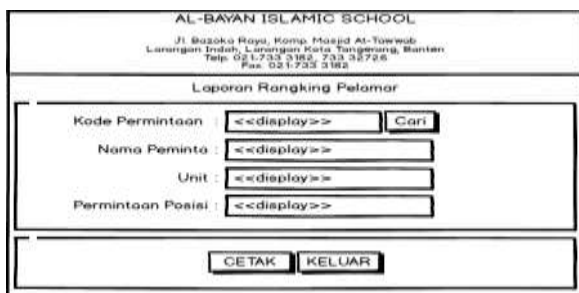 AL-BAYAN ISLAMIC SCHOOL
Jl. Bazoka Raya, Komp. Masjid At-Tawwab
Larangan Indah, Larangan Kota Tangerang, Banten
Telp. 021-733 3182, 733 32726
Fax. 021-733 3182
Laporan Rangking Pelamar
Kode Permintaan : <<display>> Cari
Nama Peminta : <<display>>
Unit : <<display>>
Permintaan Posisi : <<display>>
CETAK KELUAR